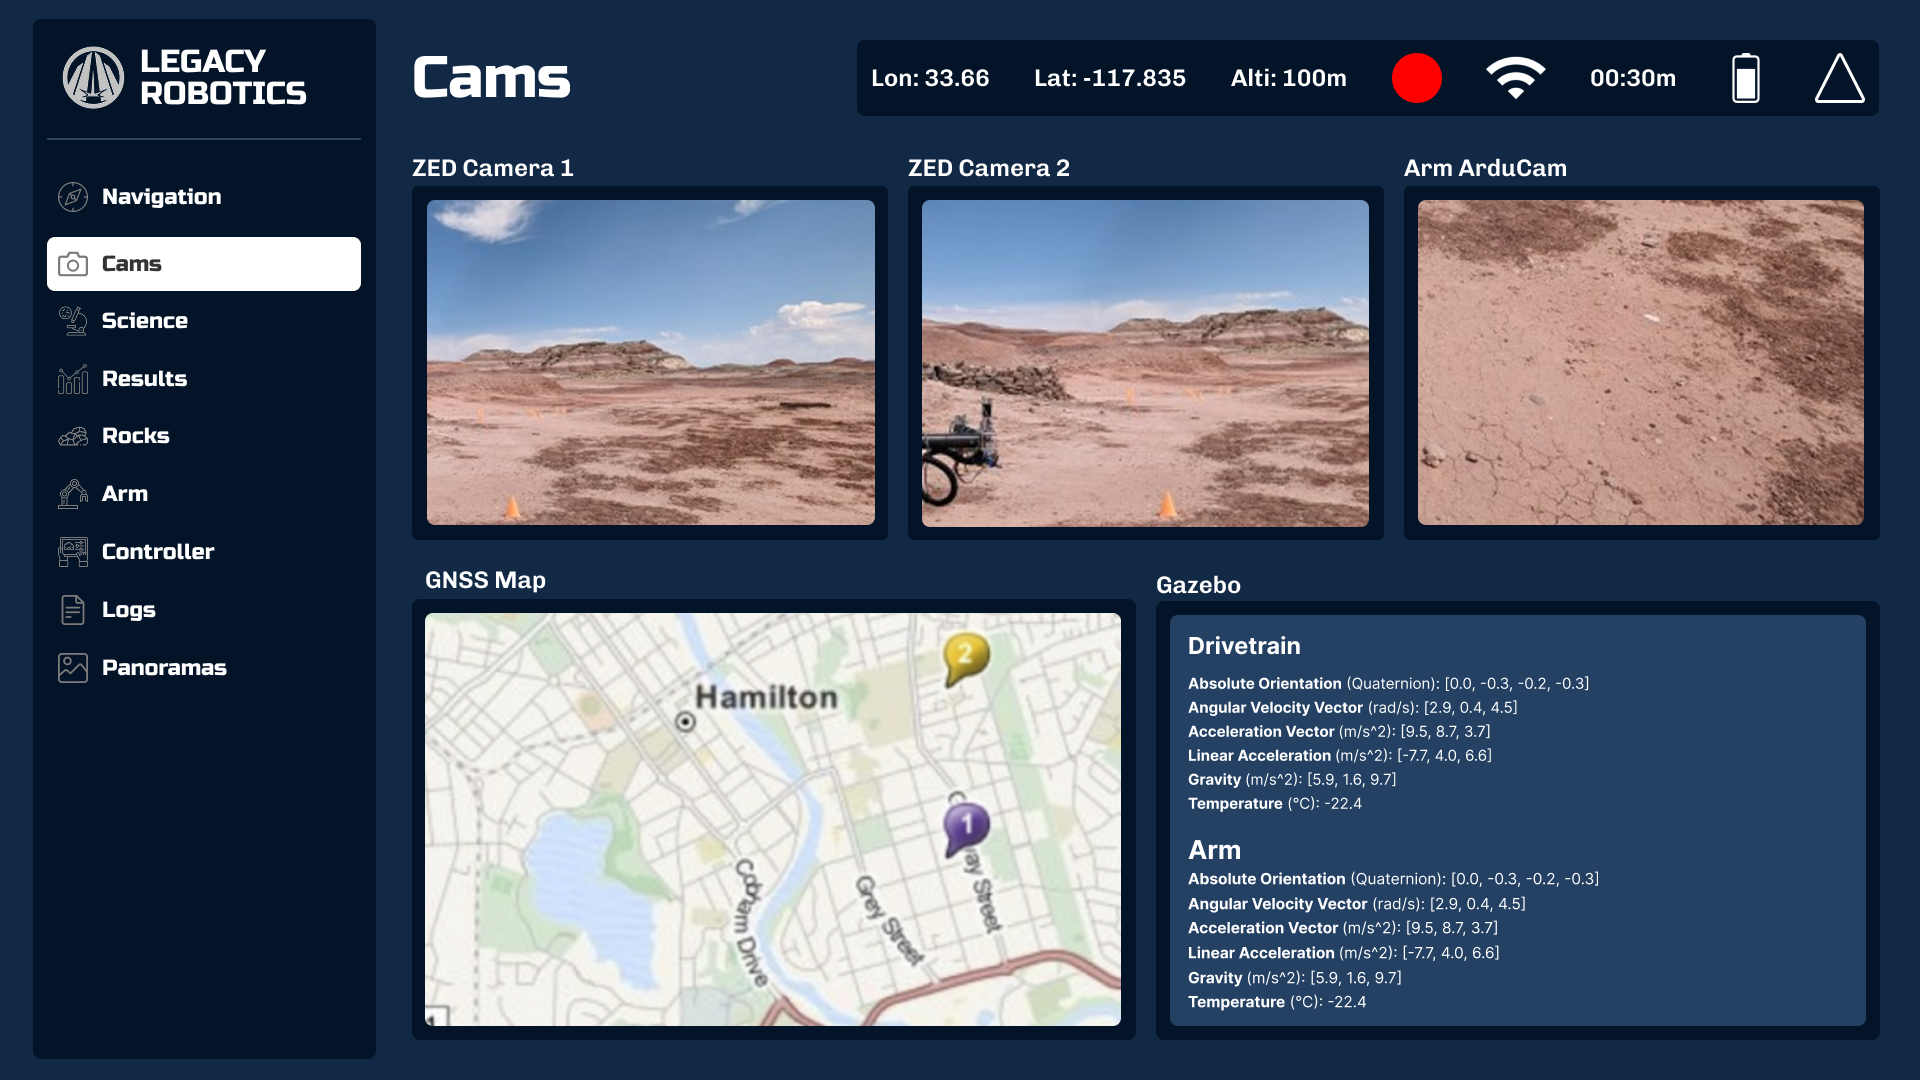 LEGACY
ROBOTICS
Navigation
Cams
Science
Results
Rocks
Arm
Controller
Logs
Panoramas
Cams
Lon: 33.66 Lat: -117.835 Alti: 100m 00:30m
ZED Camera 1
ZED Camera 2
Arm ArduCam
GNSS Map
2
Hamilton
1
Cobham Drive
Grey Street
way Street
Gazebo
Drivetrain
Absolute Orientation (Quaternion): [0.0, -0.3, -0.2, -0.3]
Angular Velocity Vector (rad/s): [2.9, 0.4, 4.5]
Acceleration Vector (m/s^2): [9.5, 8.7, 3.7]
Linear Acceleration (m/s^2): [-7.7, 4.0, 6.6]
Gravity (m/s^2): [5.9, 1.6, 9.7]
Temperature (°C): -22.4
Arm
Absolute Orientation (Quaternion): [0.0, -0.3, -0.2, -0.3]
Angular Velocity Vector (rad/s): [2.9, 0.4, 4.5]
Acceleration Vector (m/s^2): [9.5, 8.7, 3.7]
Linear Acceleration (m/s^2): [-7.7, 4.0, 6.6]
Gravity (m/s^2): [5.9, 1.6, 9.7]
Temperature (°C): -22.4